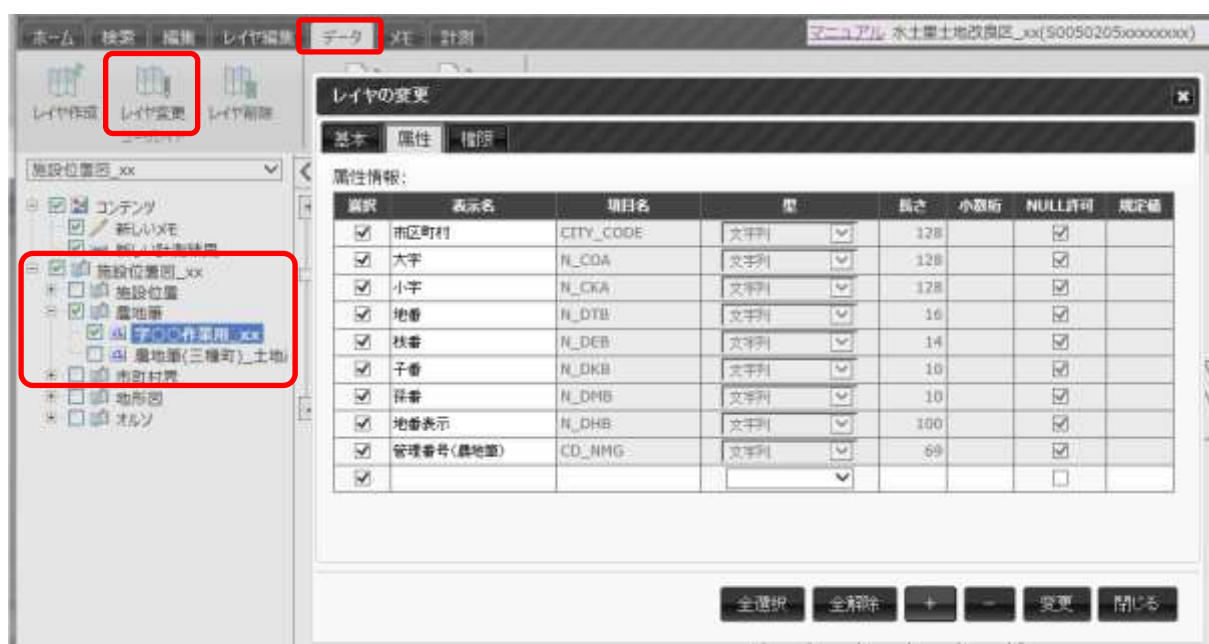 ホーム 検索 編集 レイヤ編集 データ メモ 計測 マニュアル 水土里土地改良区_xx(S0050205xxxxxxxx)
レイヤ作成 レイヤ変更 レイヤ削除
レイヤの変更
基本 属性 権限
施設位置図_xx
属性情報:
コンテンツ
新しいメモ
施設位置図_xx
施設位置
農地筆
字〇〇作業用_xx
農地筆(三種町)_土地
市町村界
地形図
オルソ
選択 表示名 項目名 型 長さ 小数桁 NULL許可 規定値
市区町村 CITY_CODE 文字列 128
大字 N_COA 文字列 128
小字 N_CKA 文字列 128
地番 N_DTB 文字列 16
枝番 N_DEB 文字列 14
子番 N_DKB 文字列 10
孫番 N_DMB 文字列 10
地番表示 N_DHB 文字列 100
管理番号(農地筆) CD_NMG 文字列 69
全選択 全解除 + − 変更 閉じる